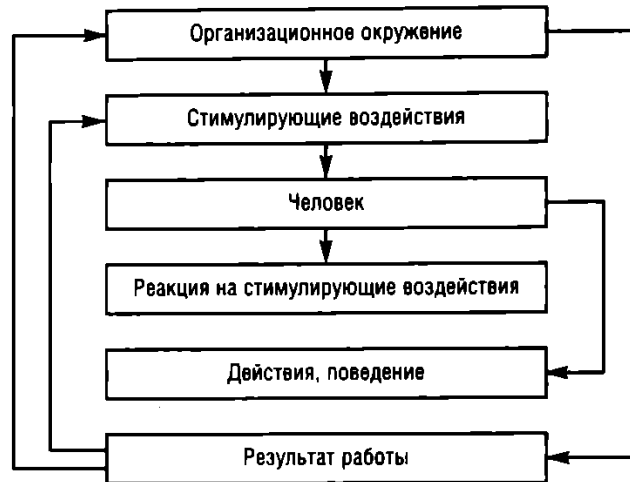 Организационное окружение
Стимулирующие воздействия
Человек
Реакция на стимулирующие воздействия
Действия, поведение
Результат работы